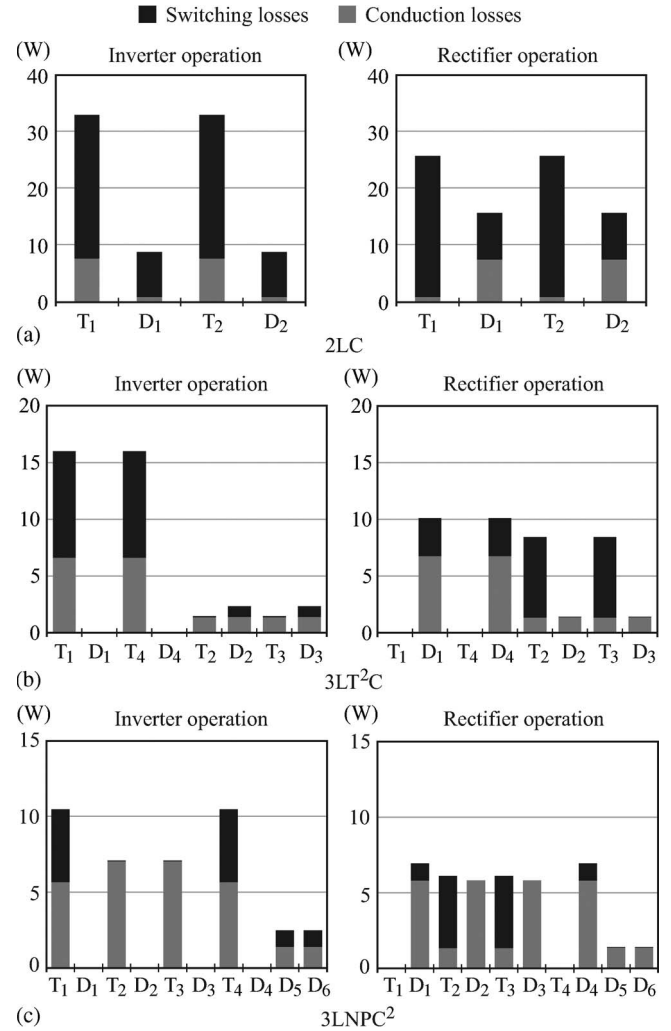 Switching losses Conduction losses
(W) Inverter operation (W) Rectifier operation
40 40
30 30
20 20
10 10
0 0
T1 D1 T2 D2 T1 D1 T2 D2
(a) 2LC
(W) Inverter operation (W) Rectifier operation
20 20
15 15
10 10
5 5
0 0
T1 D1 T4 D4 T2 D2 T3 D3 T1 D1 T4 D4 T2 D2 T3 D3
(b) 3LT²C
(W) Inverter operation (W) Rectifier operation
15 15
10 10
5 5
0 0
T1 D1 T2 D2 T3 D3 T4 D4 D5 D6 T1 D1 T2 D2 T3 D3 T4 D4 D5 D6
(c) 3LNPC²